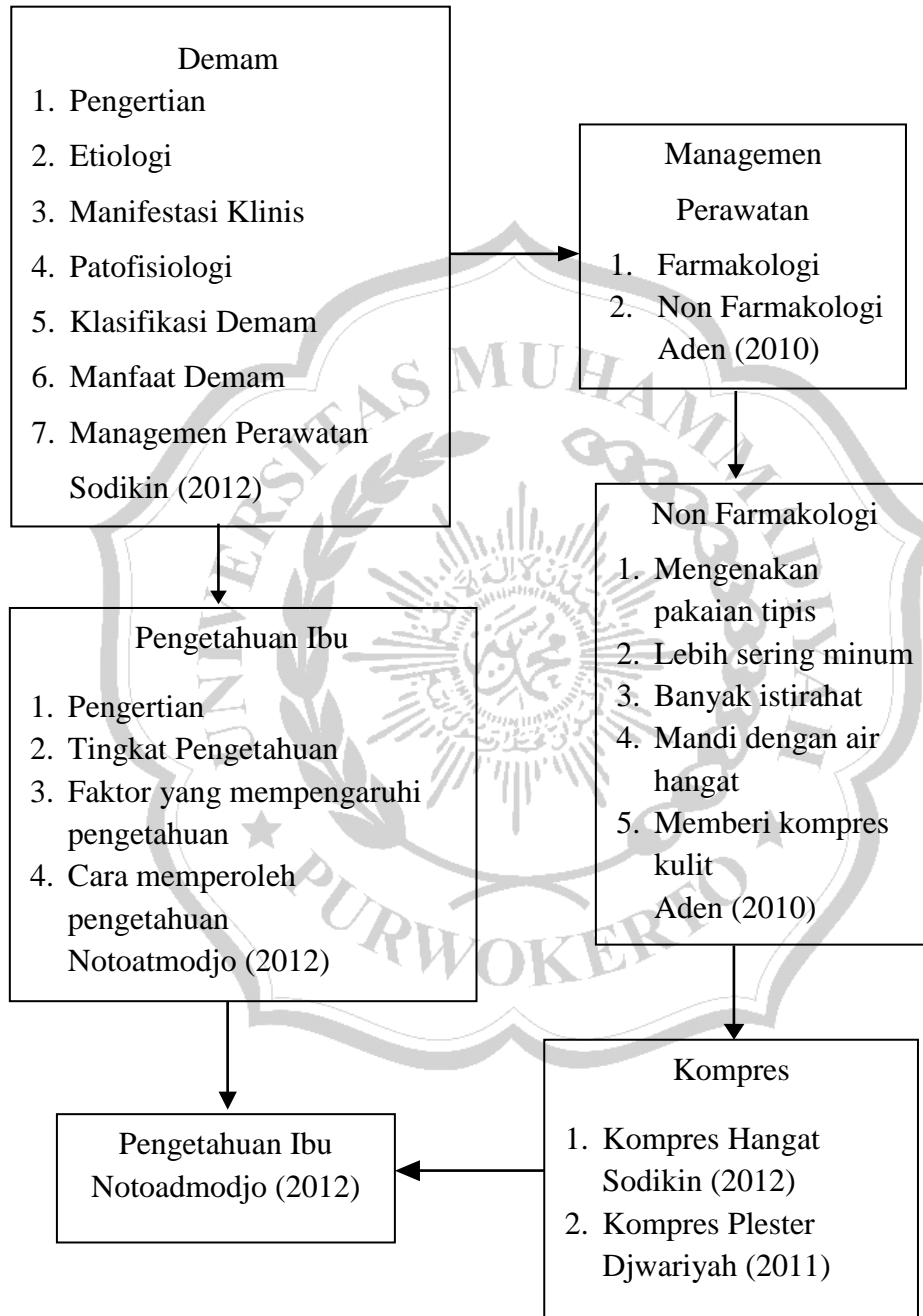 Demam
1. Pengertian
2. Etiologi
3. Manifestasi Klinis
4. Patofisiologi
5. Klasifikasi Demam
6. Manfaat Demam
7. Managemen Perawatan
Sodikin (2012)
Managemen
Perawatan
1. Farmakologi
2. Non Farmakologi
Aden (2010)
Non Farmakologi
1. Mengenakan
pakaian tipis
2. Lebih sering minum
3. Banyak istirahat
4. Mandi dengan air
hangat
5. Memberi kompres
kulit
Aden (2010)
Pengetahuan Ibu
1. Pengertian
2. Tingkat Pengetahuan
3. Faktor yang mempengaruhi
pengetahuan
4. Cara memperoleh
pengetahuan
Notoatmodjo (2012)
Kompres
1. Kompres Hangat
Sodikin (2012)
2. Kompres Plester
Djwariyah (2011)
Pengetahuan Ibu
Notoadmodjo (2012)
UNIVERSITAS MUHAMMADIYAH
PURWOKERTO